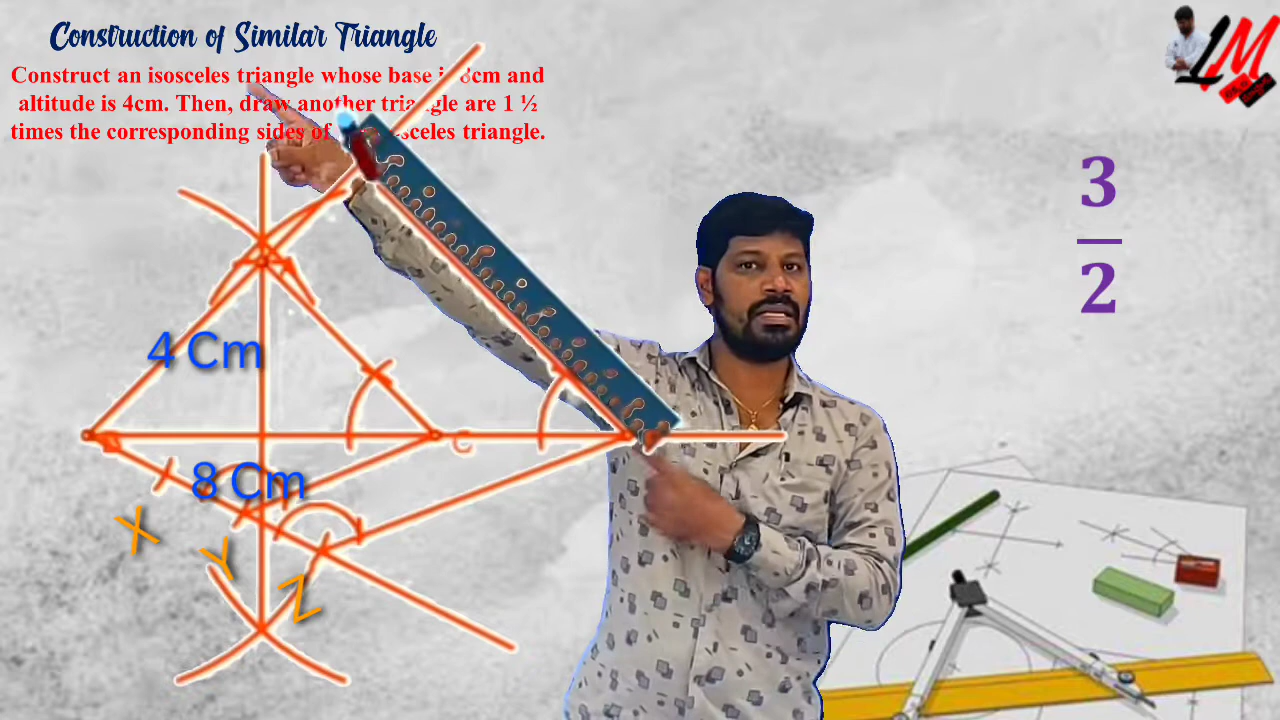 Construction of Similar Triangle
Construct an isosceles triangle whose base 8cm and
altitude is 4cm. Then, draw another triangle are 1 ½
times the corresponding sides of isosceles triangle.
LM
3
2
4 Cm
C
8 Cm
X
Y
Z